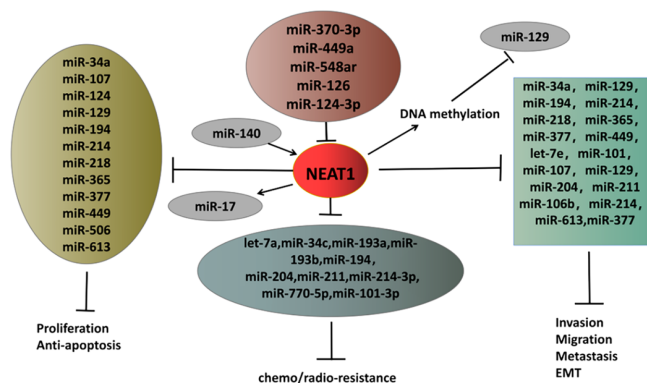 miR-370-3p
miR-449a
miR-548ar
miR-126
miR-124-3p
miR-129
miR-34a
miR-107
miR-124
miR-129
miR-194
miR-214
miR-218
miR-365
miR-377
miR-449
miR-506
miR-613
DNA methylation
miR-140
NEAT1
miR-17
miR-34a, miR-129,
miR-194, miR-214,
miR-218, miR-365,
miR-377, miR-449,
let-7e, miR-101,
miR-107, miR-129,
miR-204, miR-211
miR-106b, miR-214,
miR-613,miR-377
let-7a,miR-34c,miR-193a,miR-
193b,miR-194,
miR-204,miR-211,miR-214-3p,
miR-770-5p,miR-101-3p
Proliferation
Anti-apoptosis
chemo/radio-resistance
Invasion
Migration
Metastasis
EMT